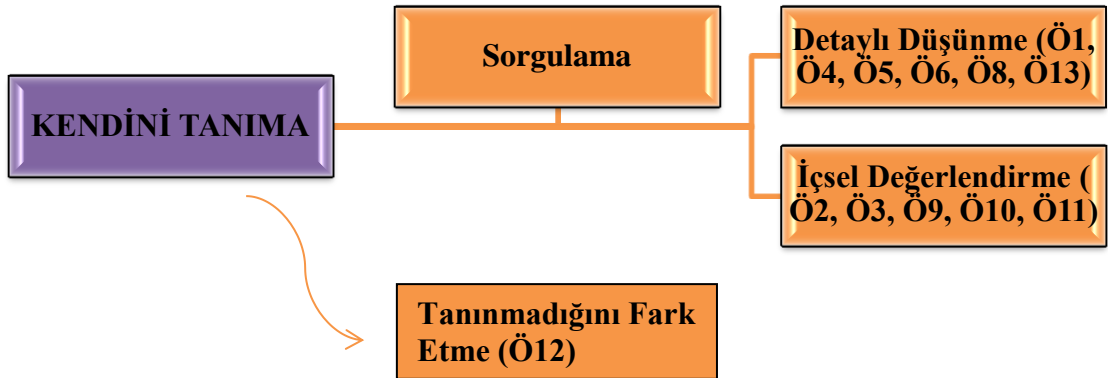 KENDİNİ TANIMA
Sorgulama
Detaylı Düşünme (Ö1,
Ö4, Ö5, Ö6, Ö8, Ö13)
İçsel Değerlendirme (
Ö2, Ö3, Ö9, Ö10, Ö11)
Tanınmadığını Fark
Etme (Ö12)